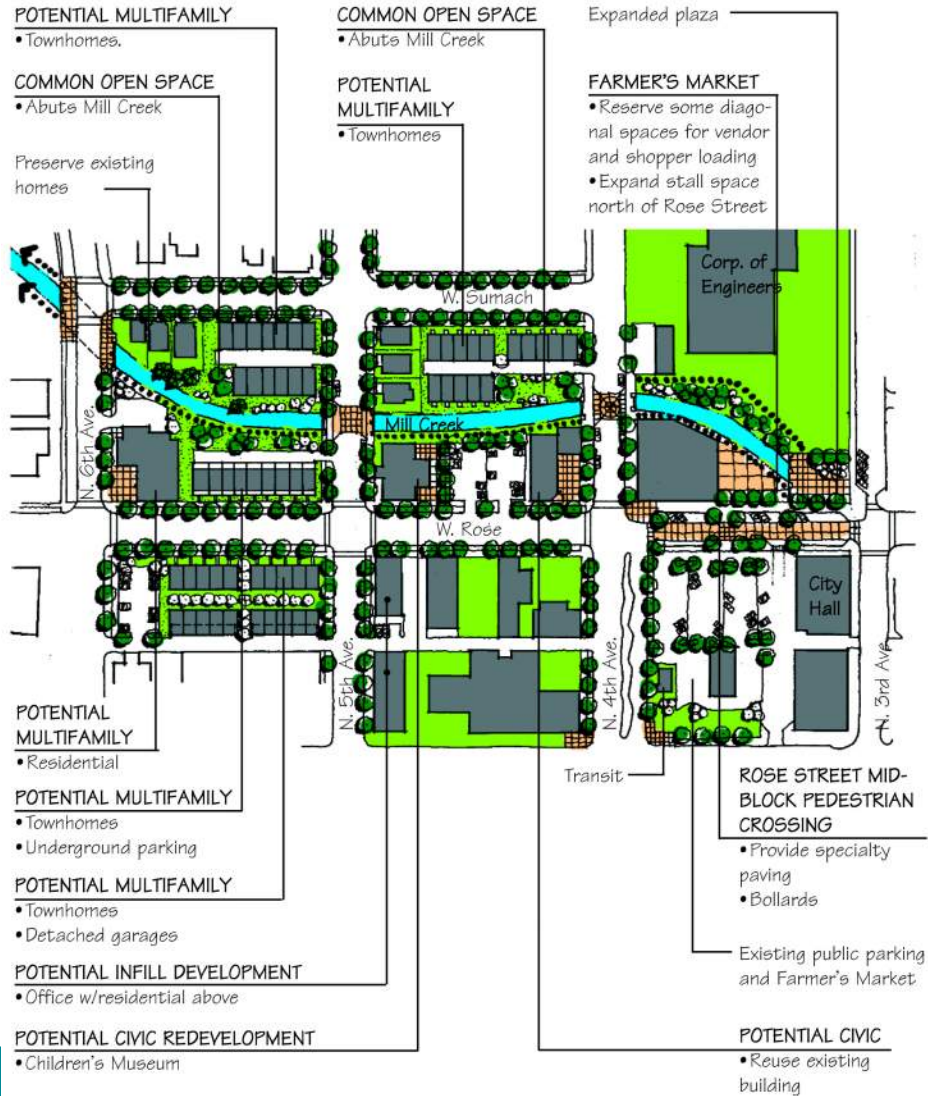 POTENTIAL MULTIFAMILY
• Townhomes.
COMMON OPEN SPACE
• Abuts Mill Creek
Preserve existing
homes
COMMON OPEN SPACE
• Abuts Mill Creek
POTENTIAL
MULTIFAMILY
• Townhomes
Expanded plaza
FARMER'S MARKET
• Reserve some diago-
nal spaces for vendor
and shopper loading
• Expand stall space
north of Rose Street
Corp. of
Engineers
W. Sumach
Mill Creek
N. 6th Ave.
W. Rose
City
Hall
N. 5th Ave.
N. 4th Ave.
N. 3rd Ave.
POTENTIAL
MULTIFAMILY
• Residential
POTENTIAL MULTIFAMILY
• Townhomes
• Underground parking
POTENTIAL MULTIFAMILY
• Townhomes
• Detached garages
POTENTIAL INFILL DEVELOPMENT
• Office w/residential above
POTENTIAL CIVIC REDEVELOPMENT
• Children's Museum
Transit
ROSE STREET MID-
BLOCK PEDESTRIAN
CROSSING
• Provide specialty
paving
• Bollards
Existing public parking
and Farmer's Market
POTENTIAL CIVIC
• Reuse existing
building